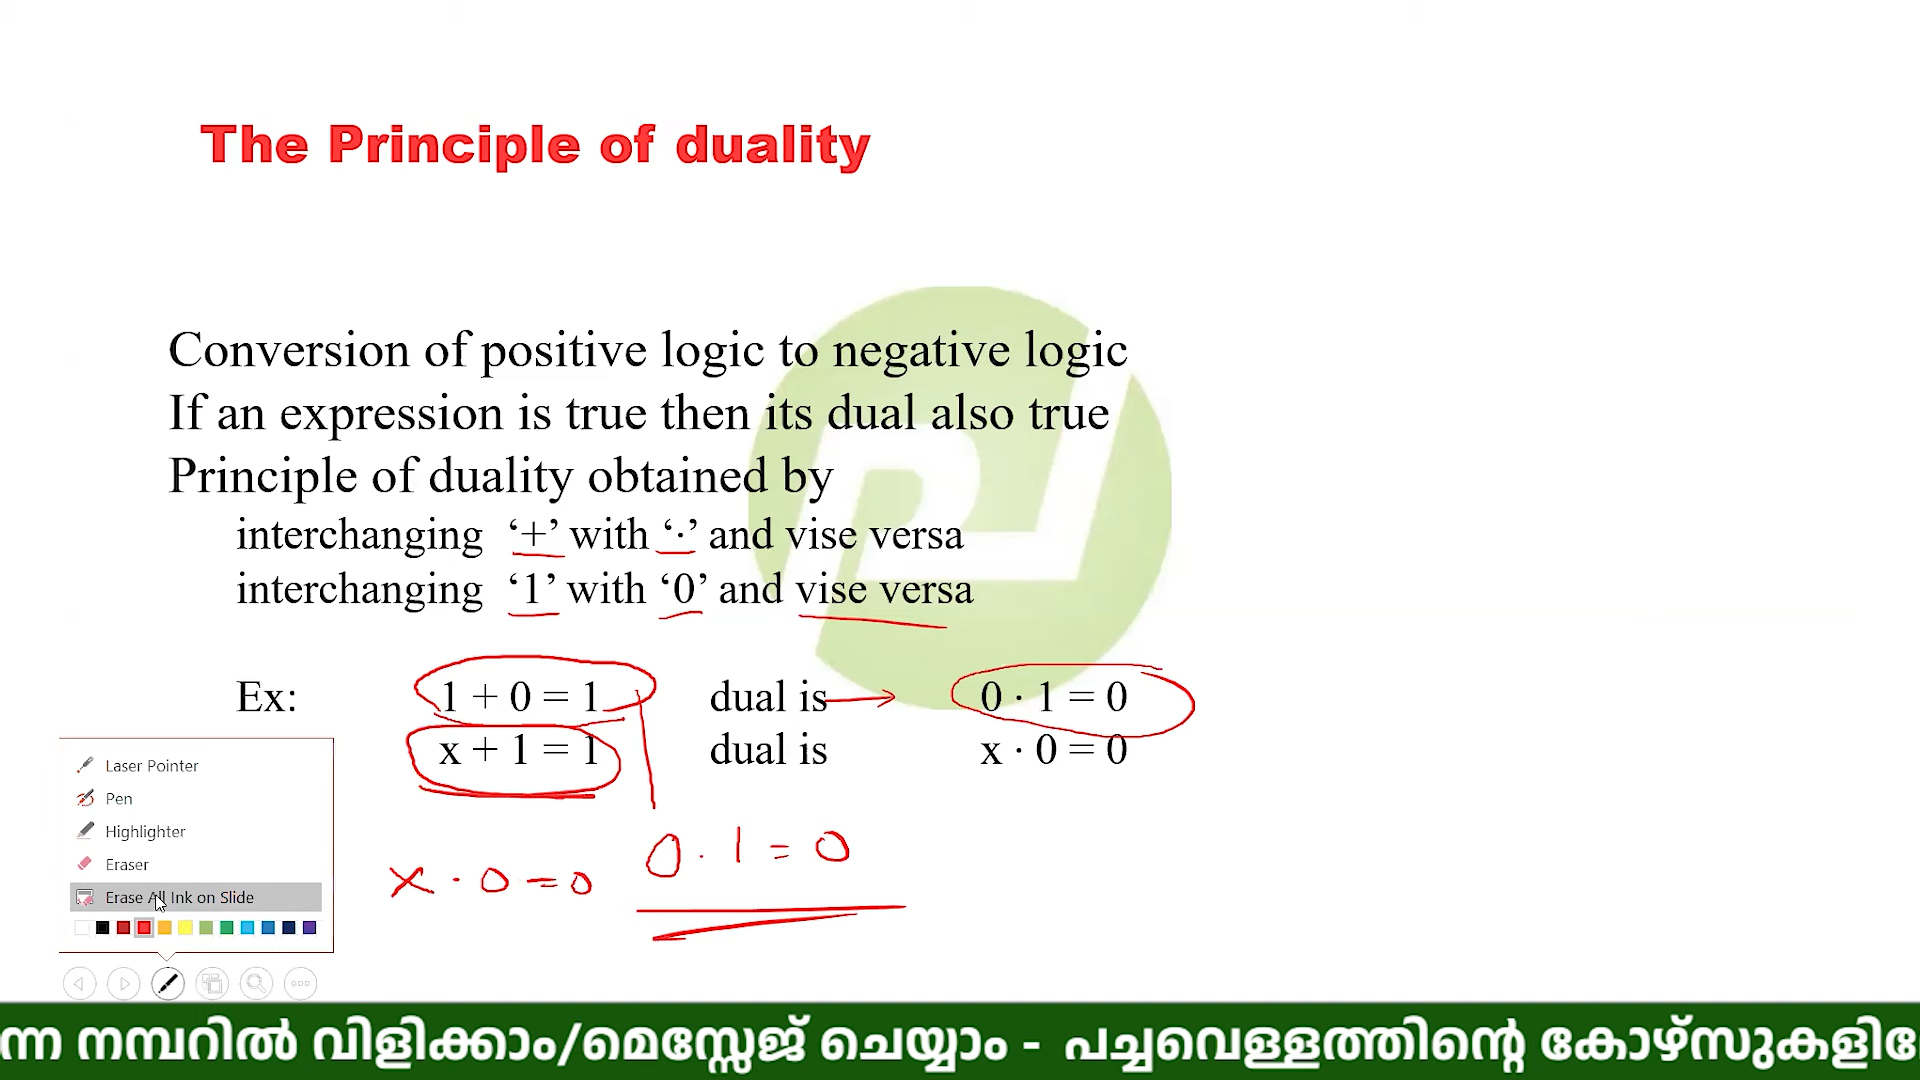 The Principle of duality
Conversion of positive logic to negative logic
If an expression is true then its dual also true
Principle of duality obtained by
interchanging ‘+’ with ‘·’ and vise versa
interchanging ‘1’ with ‘0’ and vise versa
Ex: 1 + 0 = 1 dual is → 0 · 1 = 0
x + 1 = 1 dual is x · 0 = 0
Laser Pointer
Pen
Highlighter
Eraser
Erase All Ink on Slide
0 . 1 = 0
x . 0 = 0
നമ്പറിൽ വിളിക്കാം/മെസ്സേജ് ചെയ്യാം - പച്ചവെള്ളത്തിന്റെ